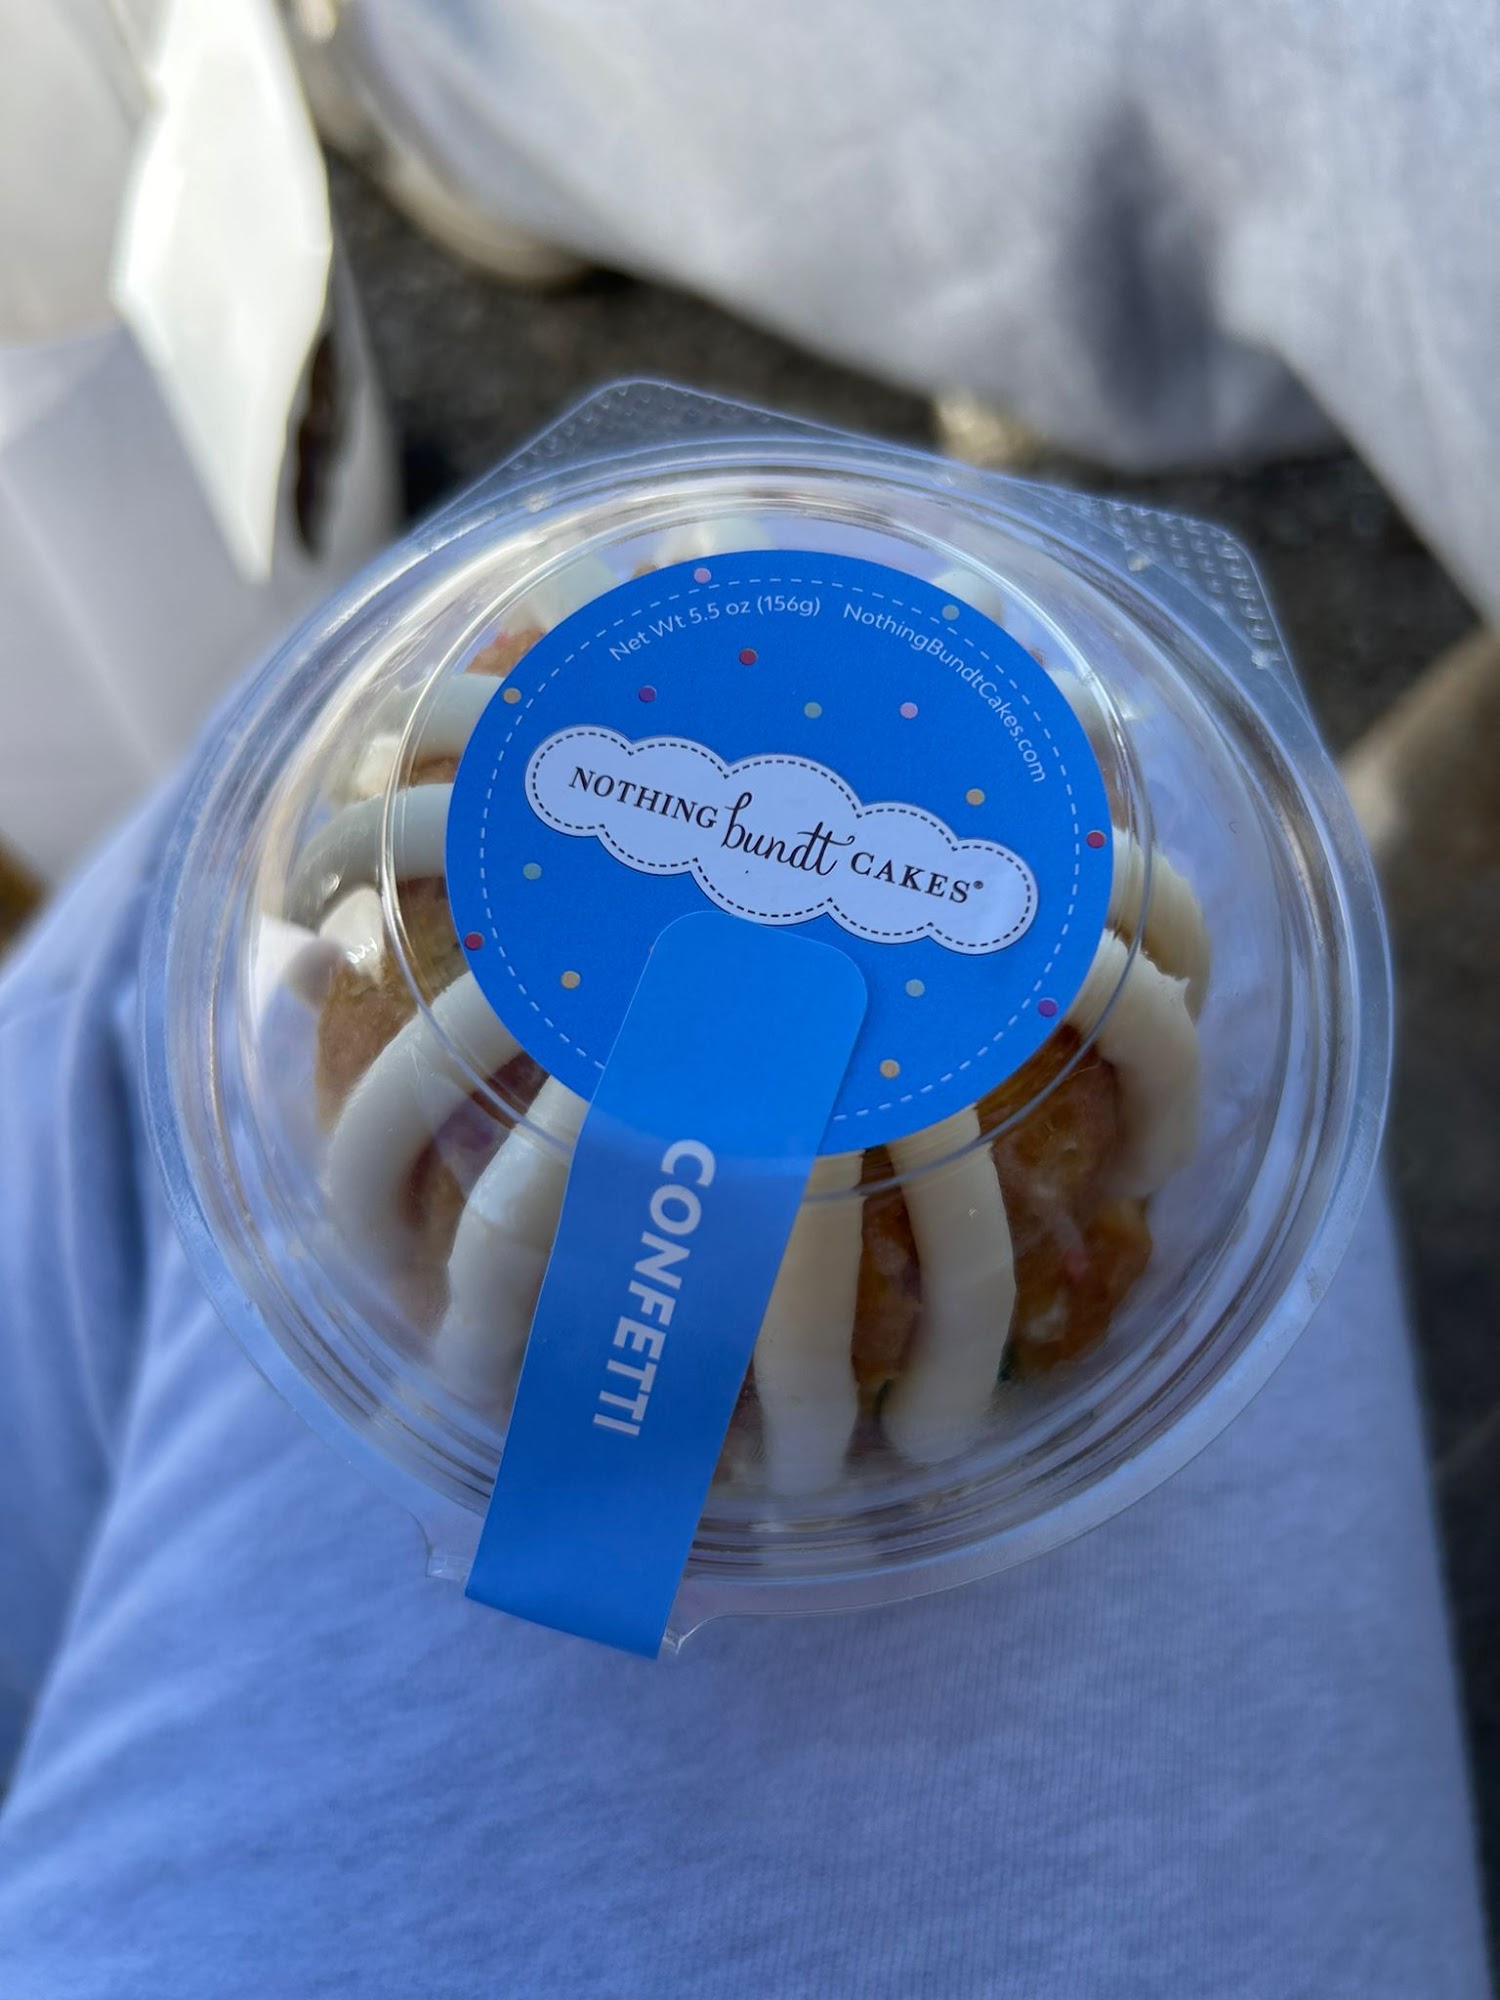 Net Wt 5.5 oz (156g) NothingBundtCakes.com
NOTHING bundt CAKES®
CONFETTI